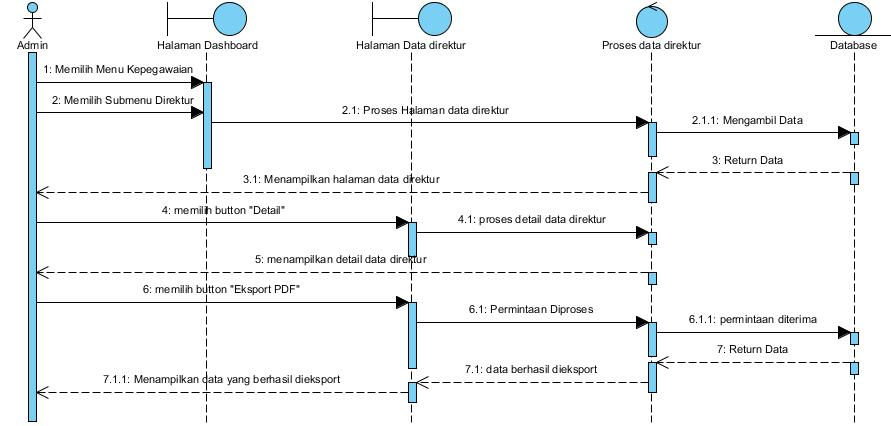 Admin
Halaman Dashboard
Halaman Data direktur
Proses data direktur
Database
1: Memilih Menu Kepegawaian
2: Memilih Submenu Direktur
2.1: Proses Halaman data direktur
2.1.1: Mengambil Data
3: Return Data
3.1: Menampilkan halaman data direktur
4: memilih button "Detail"
4.1: proses detail data direktur
5: menampilkan detail data direktur
6: memilih button "Eksport PDF"
6.1: Permintaan Diproses
6.1.1: permintaan diterima
7: Return Data
7.1: data berhasil dieksport
7.1.1: Menampilkan data yang berhasil dieksport